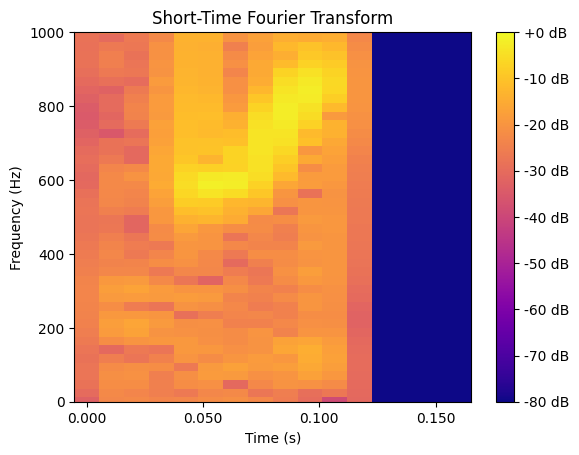 Short-Time Fourier Transform
1000
800
600
400
200
0
Frequency (Hz)
0.000
0.050
0.100
0.150
Time (s)
+0 dB
-10 dB
-20 dB
-30 dB
-40 dB
-50 dB
-60 dB
-70 dB
-80 dB